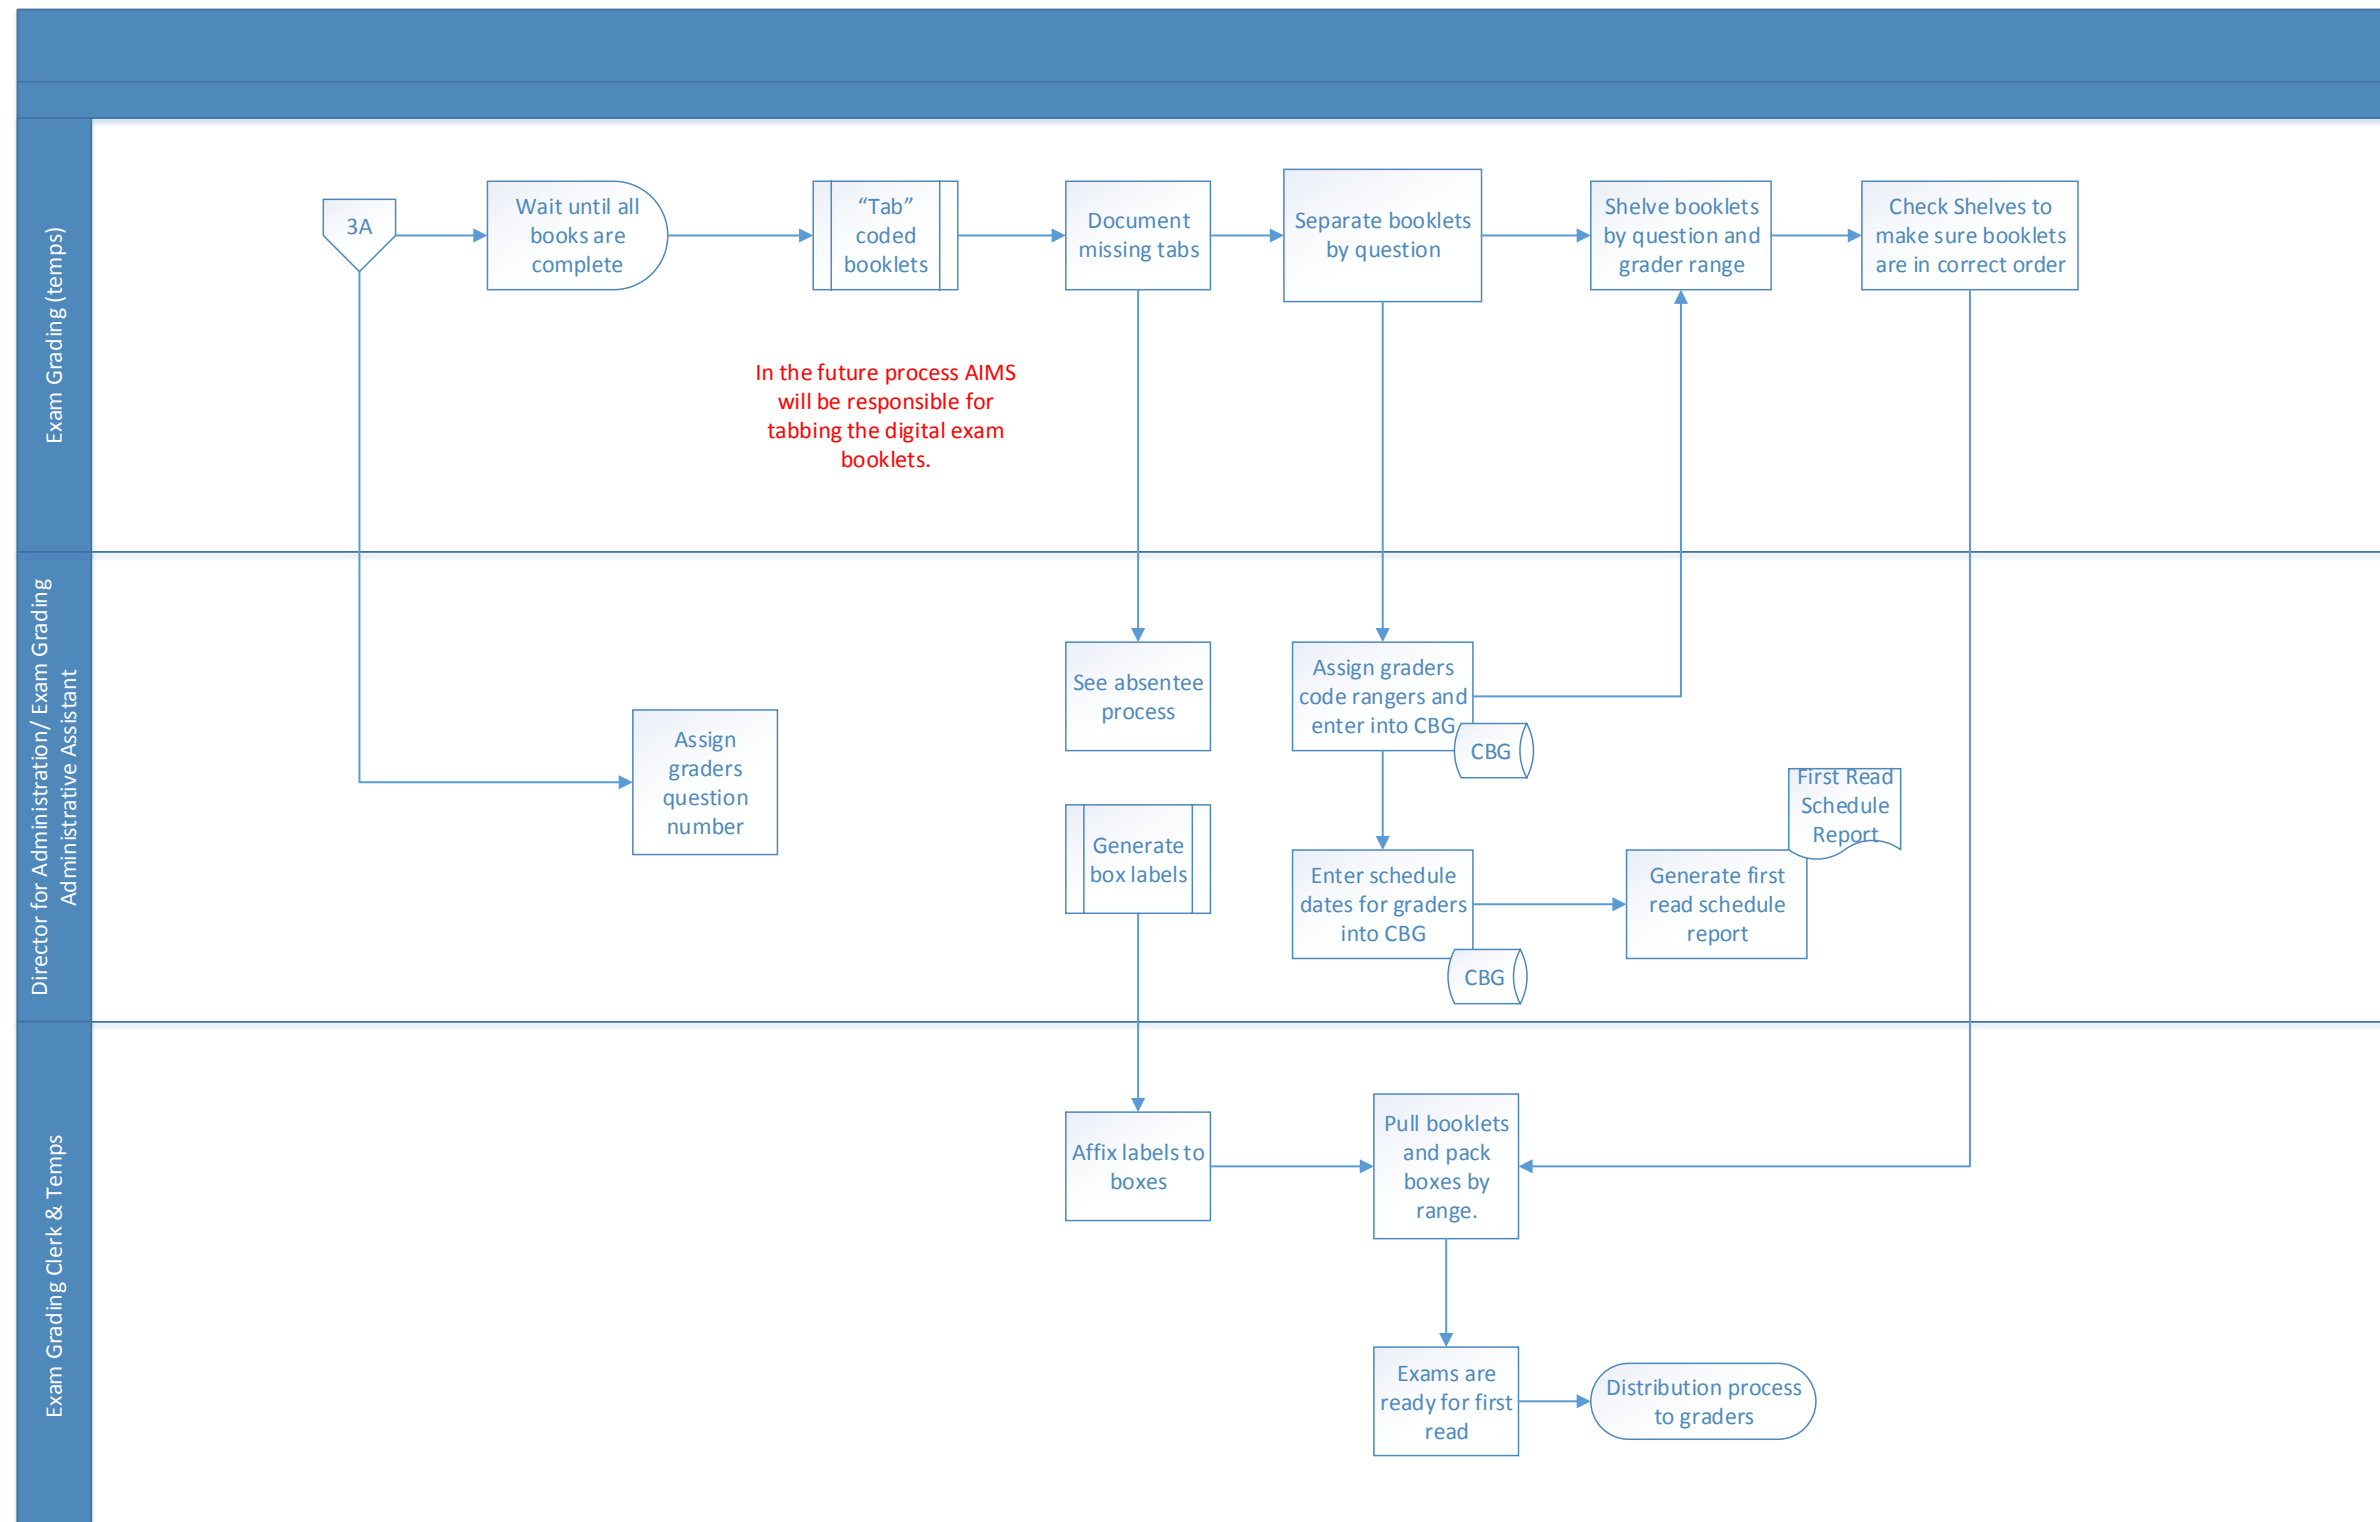 Exam Grading (temps)
3A
Wait until all
books are
complete
“Tab”
coded
booklets
Document
missing tabs
Separate booklets
by question
Shelve booklets
by question and
grader range
Check Shelves to
make sure booklets
are in correct order
In the future process AIMS
will be responsible for
tabbing the digital exam
booklets.
Director for Administration/ Exam Grading
Administrative Assistant
Assign
graders
question
number
See absentee
process
Assign graders
code rangers and
enter into CBG
CBG
Generate
box labels
Enter schedule
dates for graders
into CBG
CBG
Generate first
read schedule
report
First Read
Schedule
Report
Exam Grading Clerk & Temps
Affix labels to
boxes
Pull booklets
and pack
boxes by
range.
Exams are
ready for first
read
Distribution process
to graders